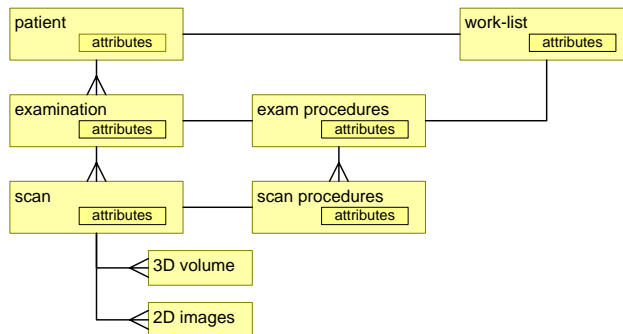 patient
attributes
work-list
attributes
examination
attributes
exam procedures
attributes
scan
attributes
scan procedures
attributes
3D volume
2D images